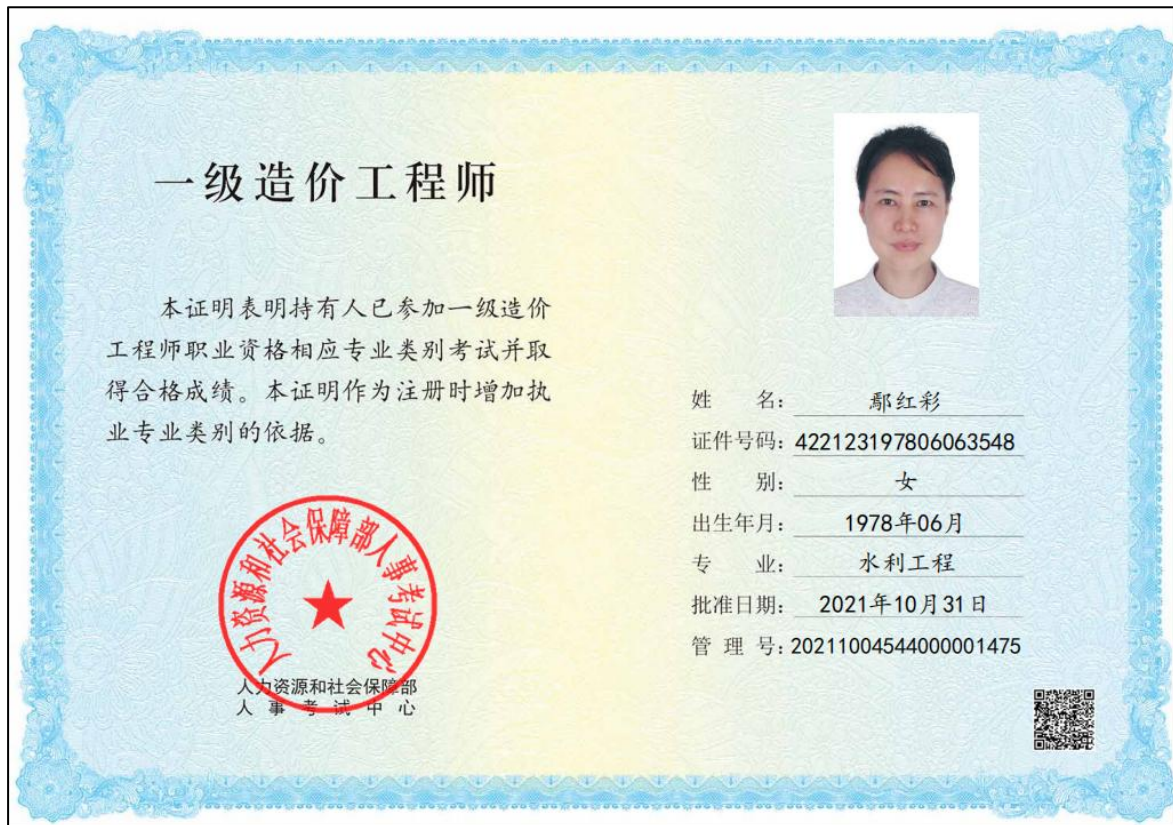 一级造价工程师
本证明表明持有人已参加一级造价
工程师职业资格相应专业类别考试并取
得合格成绩。本证明作为注册时增加执
业专业类别的依据。
人力资源和社会保障部人事考试中心
人力资源和社会保障部
人事考试中心
姓名：鄢红彩
证件号码：422123197806063548
性别：女
出生年月：1978年06月
专业：水利工程
批准日期：2021年10月31日
管理号：20211004544000001475